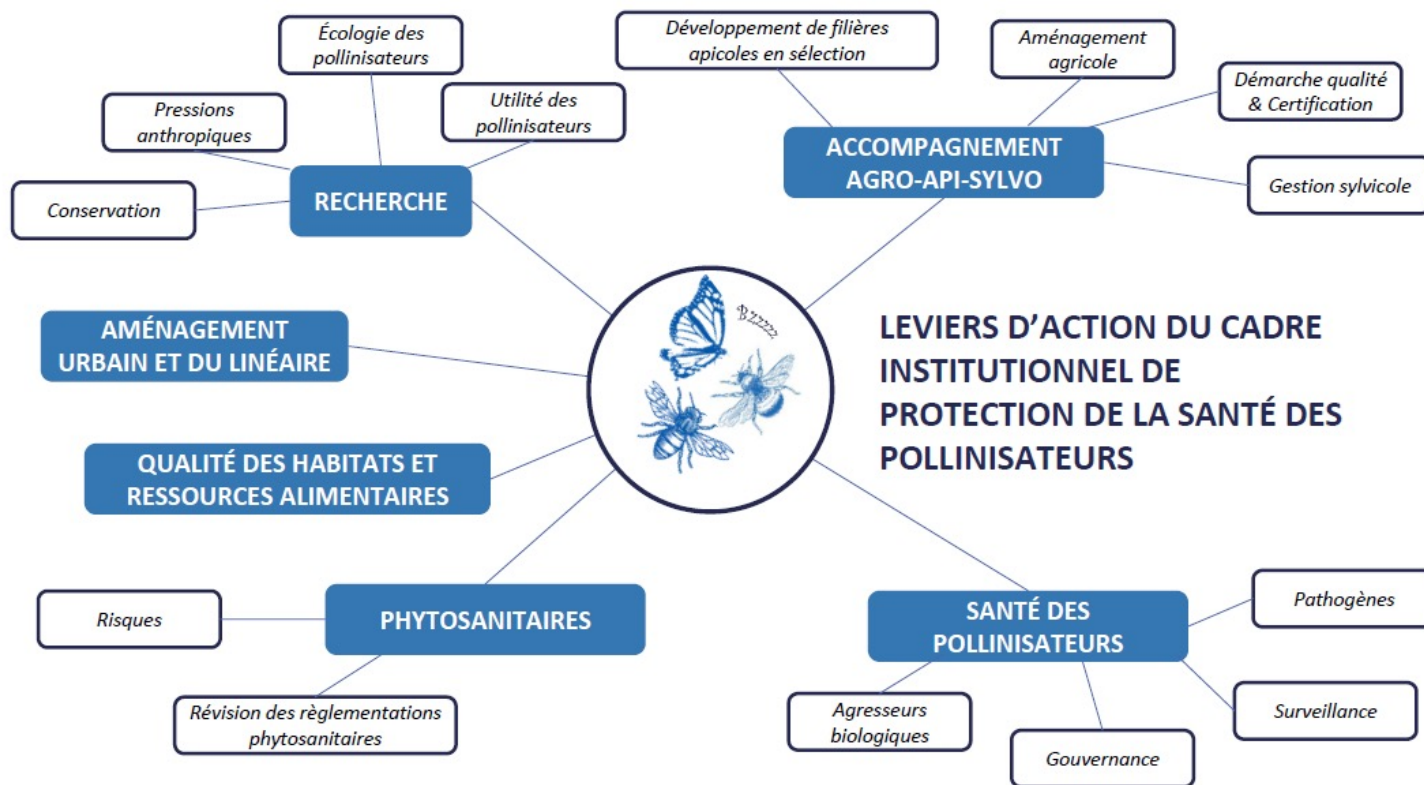 Écologie des
pollinisateurs
Développement de filières
apicoles en sélection
Aménagement
agricole
Pressions
anthropiques
Utilité des
pollinisateurs
Démarche qualité
& Certification
Conservation
RECHERCHE
ACCOMPAGNEMENT
AGRO-API-SYLVO
Gestion sylvicole
AMÉNAGEMENT
URBAIN ET DU LINÉAIRE
Bzzzzzz
LEVIERS D’ACTION DU CADRE
INSTITUTIONNEL DE
PROTECTION DE LA SANTÉ DES
POLLINISATEURS
QUALITÉ DES HABITATS ET
RESSOURCES ALIMENTAIRES
Risques
PHYTOSANITAIRES
Révision des règlementations
phytosanitaires
SANTÉ DES
POLLINISATEURS
Pathogènes
Surveillance
Agresseurs
biologiques
Gouvernance